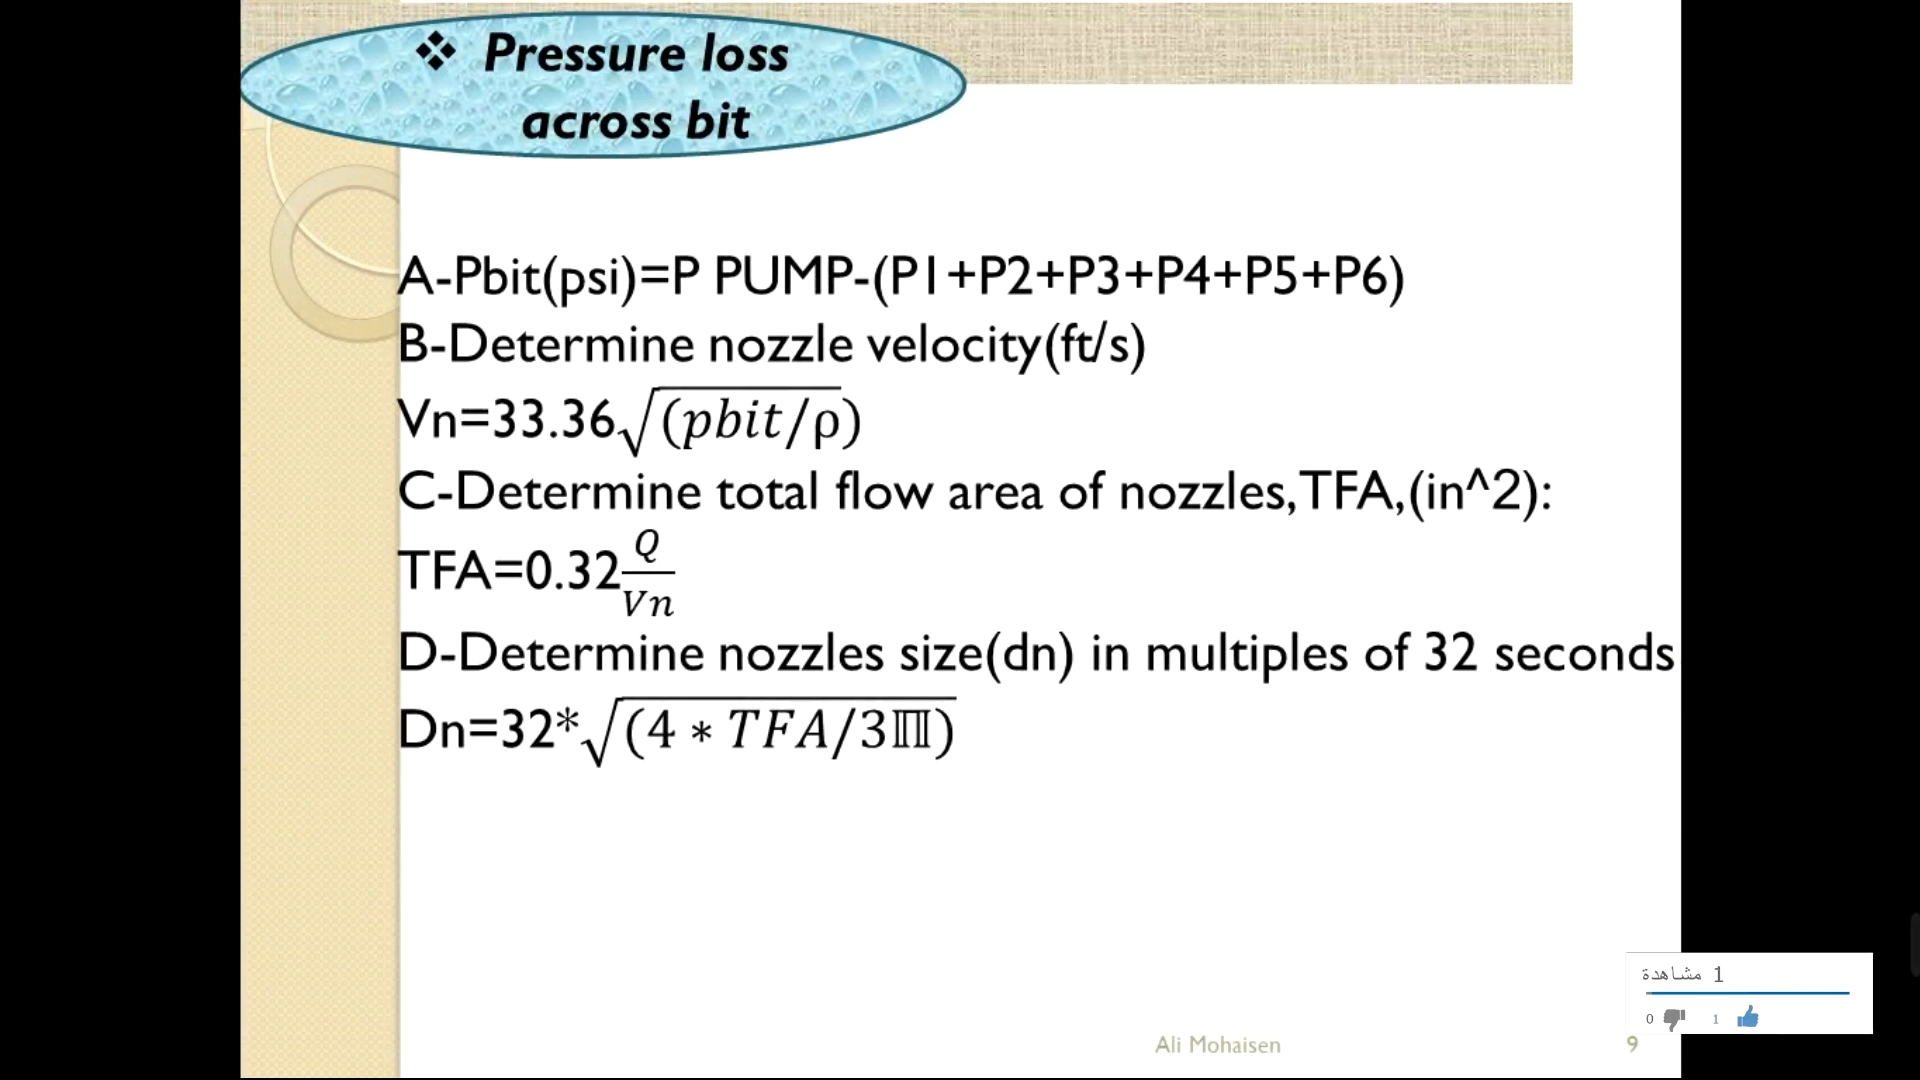 ❖ Pressure loss
across bit
A-Pbit(psi)=P PUMP-(P1+P2+P3+P4+P5+P6)
B-Determine nozzle velocity(ft/s)
Vn=33.36√(pbit/ρ)
C-Determine total flow area of nozzles,TFA,(in^2):
TFA=0.32 Q/Vn
D-Determine nozzles size(dn) in multiples of 32 seconds
Dn=32*√(4 * TFA/3ℿ)
1 مشاهدة
0 1
Ali Mohaisen 9